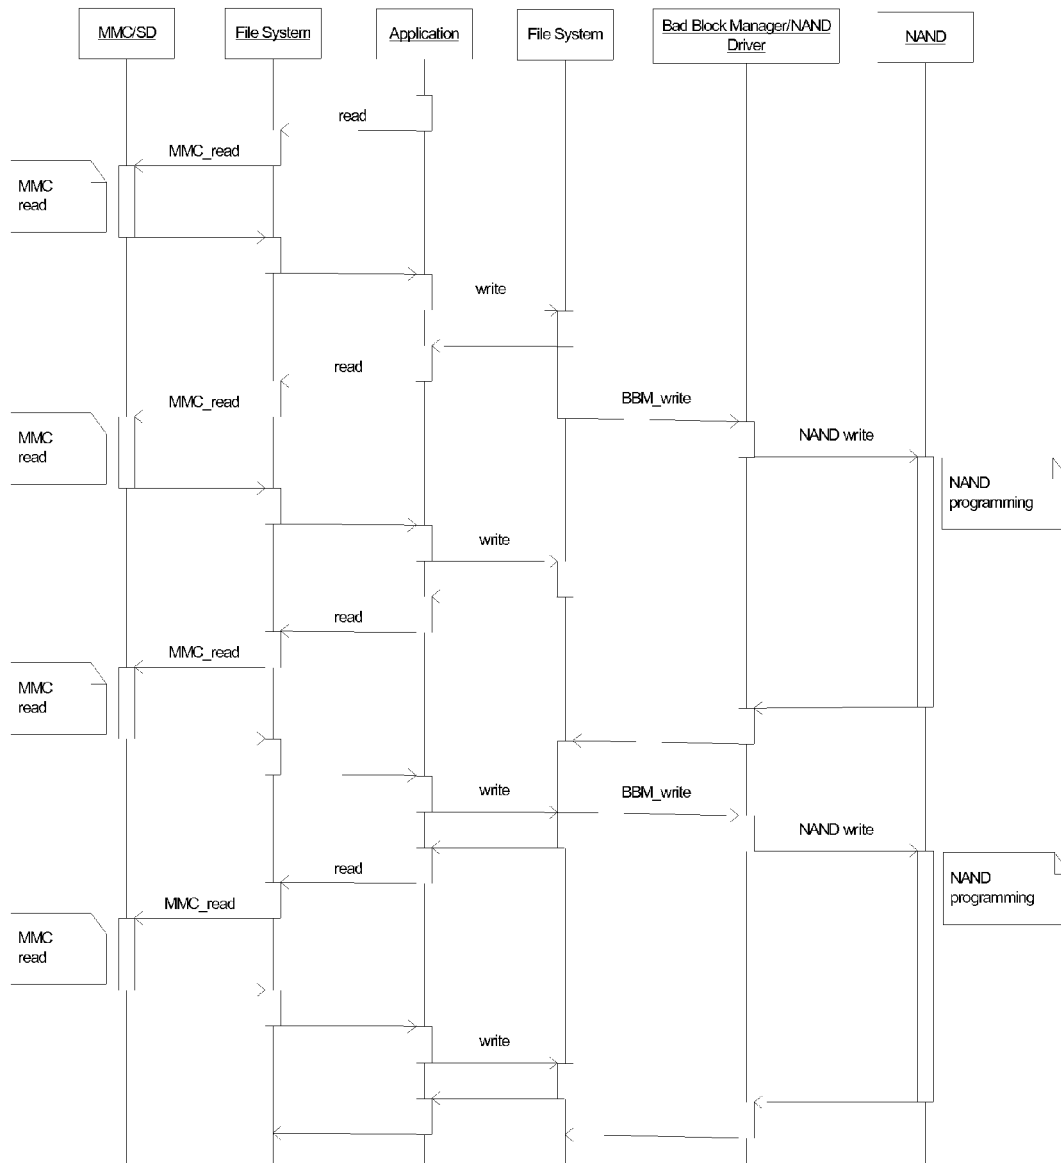 MMC/SD
File System
Application
File System
Bad Block Manager/NAND
Driver
NAND
read
MMC_read
MMC
read
write
read
MMC_read
BBM_write
MMC
read
NAND write
NAND
programming
write
read
MMC_read
MMC
read
write
BBM_write
NAND write
read
NAND
programming
MMC_read
MMC
read
write